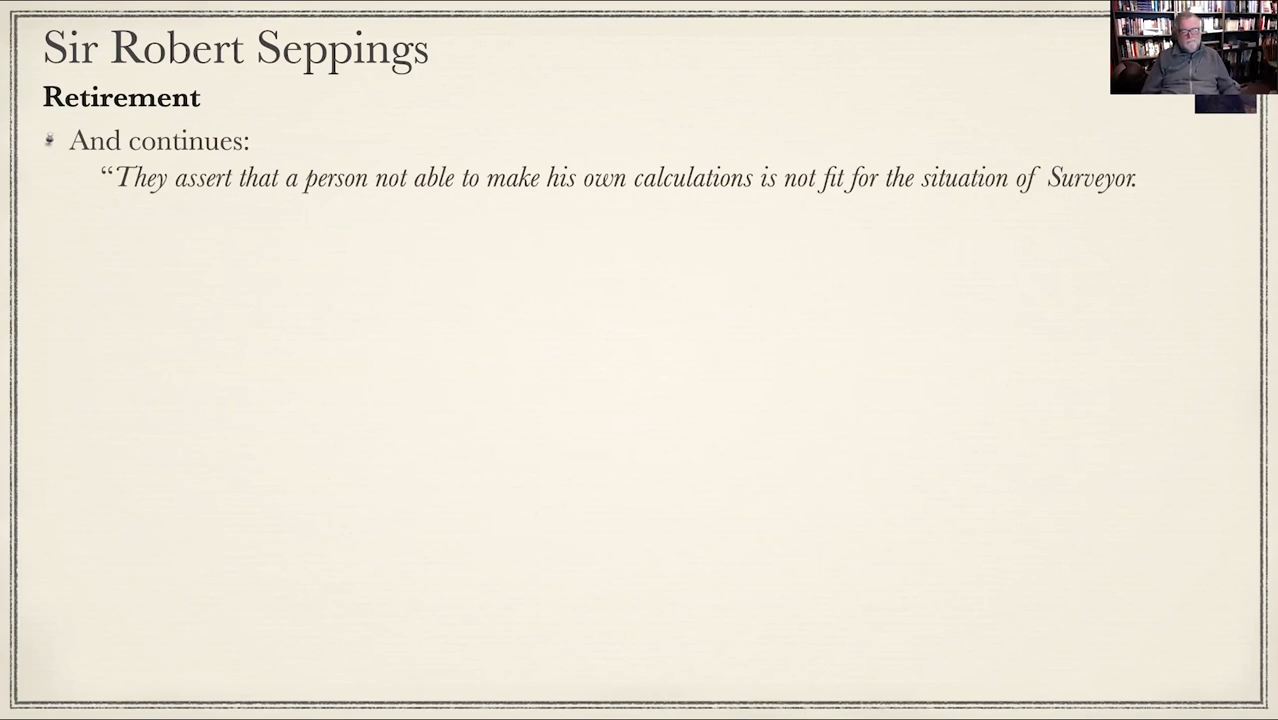 Sir Robert Seppings
Retirement
And continues:
“They assert that a person not able to make his own calculations is not fit for the situation of Surveyor.